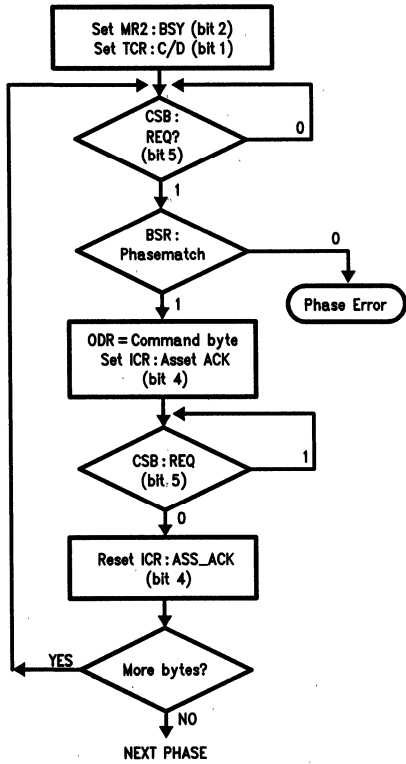 Set MR2:BSY (bit 2)
Set TCR:C/D (bit 1)
CSB:
REQ?
(bit 5)
0
1
BSR:
Phasematch
0
Phase Error
1
ODR=Command byte
Set ICR:Asset ACK
(bit 4)
CSB:REQ
(bit 5)
1
0
Reset ICR:ASS_ACK
(bit 4)
More bytes?
YES
NO
NEXT PHASE